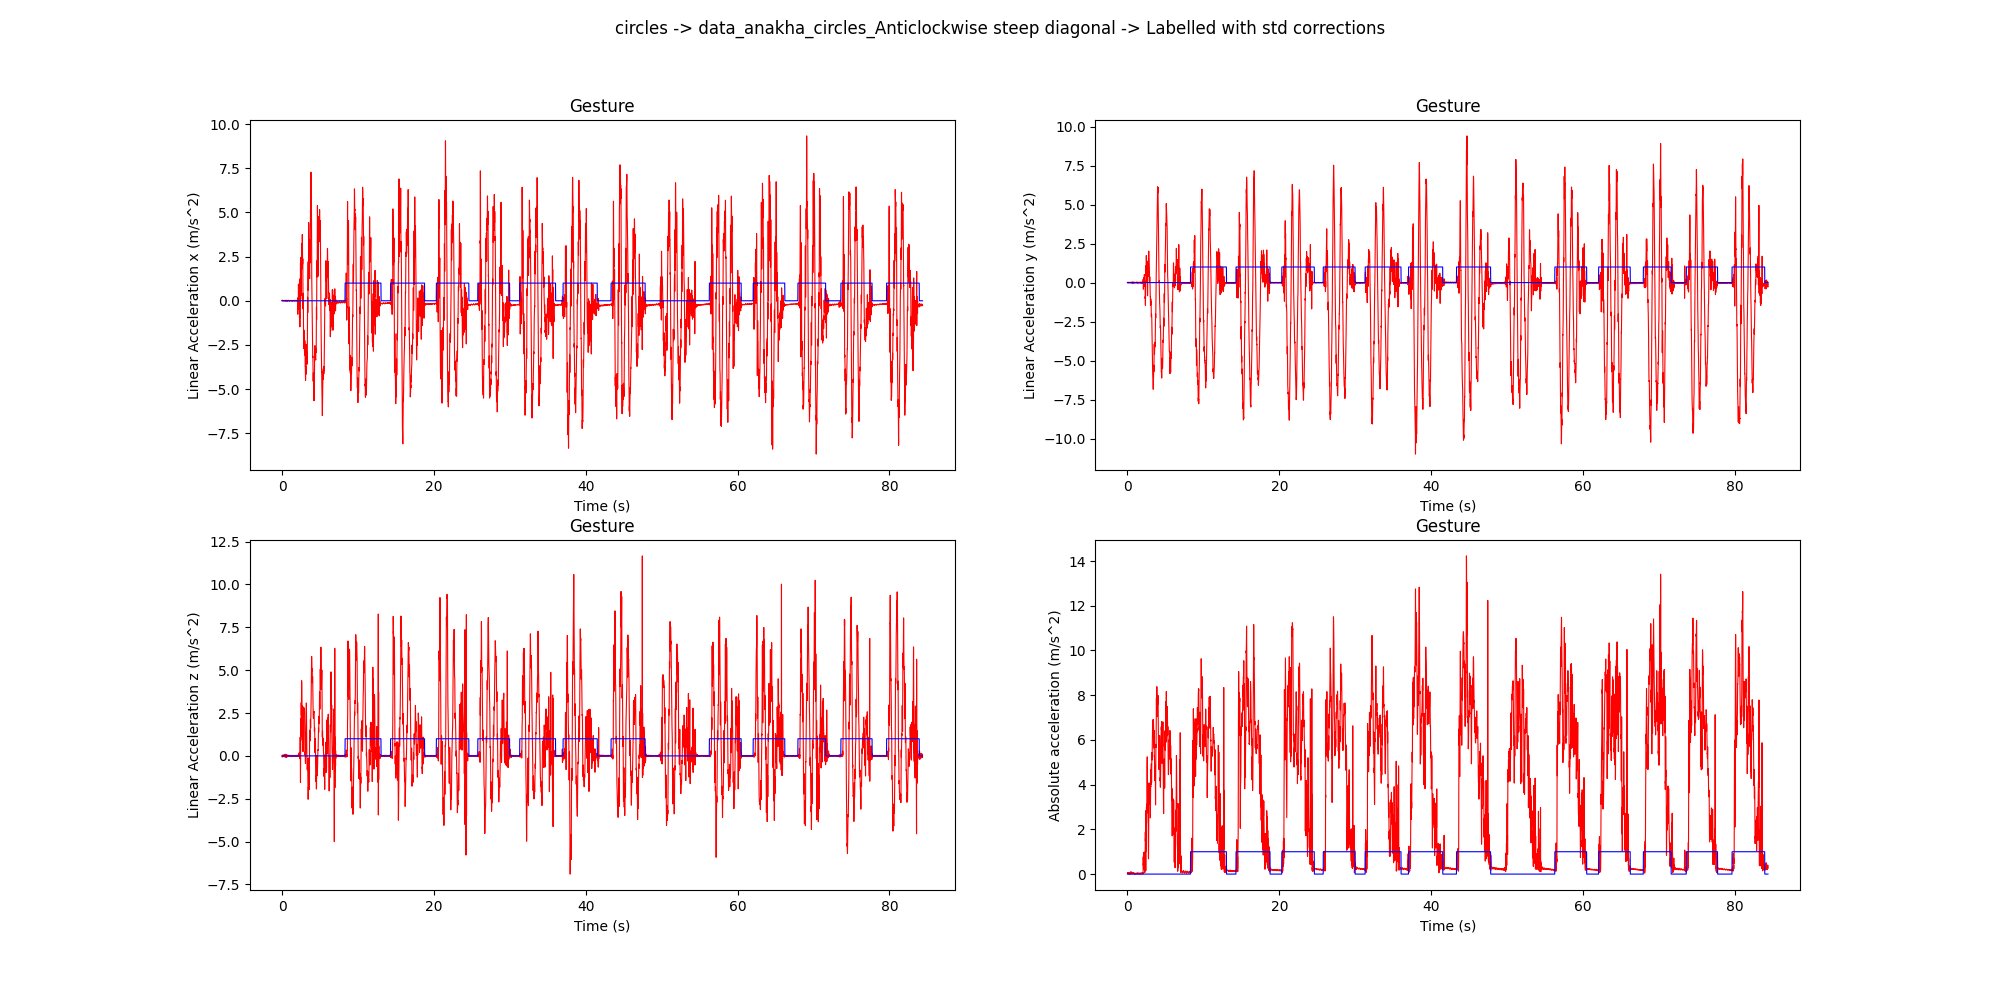 circles -> data_anakha_circles_Anticlockwise steep diagonal -> Labelled with std corrections
Gesture
10.0
7.5
5.0
2.5
0.0
−2.5
−5.0
−7.5
Linear Acceleration x (m/s^2)
0 20 40 60 80
Time (s)
Gesture
10.0
7.5
5.0
2.5
0.0
−2.5
−5.0
−7.5
−10.0
Linear Acceleration y (m/s^2)
0 20 40 60 80
Time (s)
Gesture
12.5
10.0
7.5
5.0
2.5
0.0
−2.5
−5.0
−7.5
Linear Acceleration z (m/s^2)
0 20 40 60 80
Time (s)
Gesture
14
12
10
8
6
4
2
0
Absolute acceleration (m/s^2)
0 20 40 60 80
Time (s)